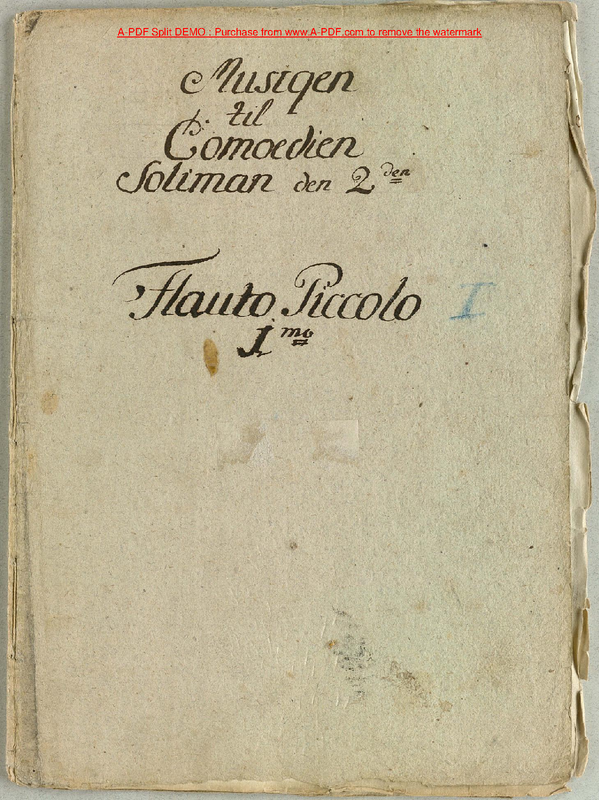 A-PDF Split DEMO : Purchase from www.A-PDF.com to remove the watermark
Musiqen
til
Comoedien
Soliman den 2den
Flauto Piccolo I
1mo